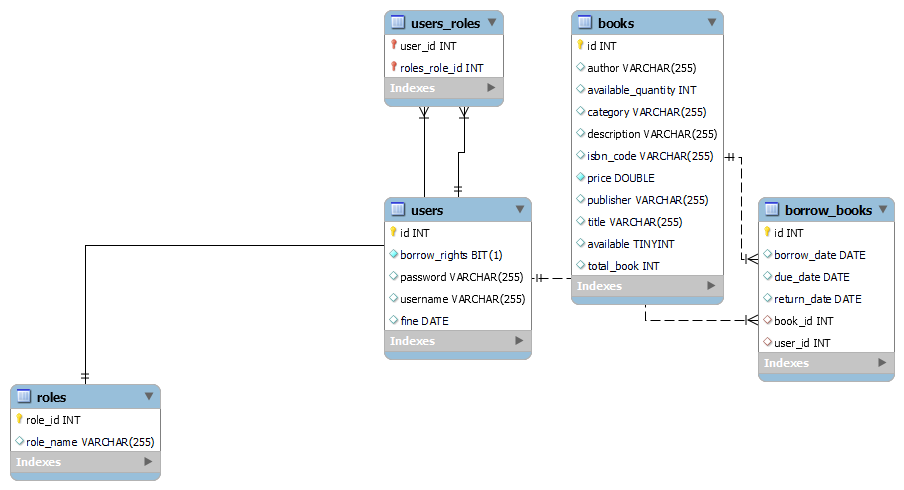 users_roles
user_id INT
roles_role_id INT
Indexes
books
id INT
author VARCHAR(255)
available_quantity INT
category VARCHAR(255)
description VARCHAR(255)
isbn_code VARCHAR(255)
price DOUBLE
publisher VARCHAR(255)
title VARCHAR(255)
available TINYINT
total_book INT
Indexes
users
id INT
borrow_rights BIT(1)
password VARCHAR(255)
username VARCHAR(255)
fine DATE
Indexes
borrow_books
id INT
borrow_date DATE
due_date DATE
return_date DATE
book_id INT
user_id INT
Indexes
roles
role_id INT
role_name VARCHAR(255)
Indexes